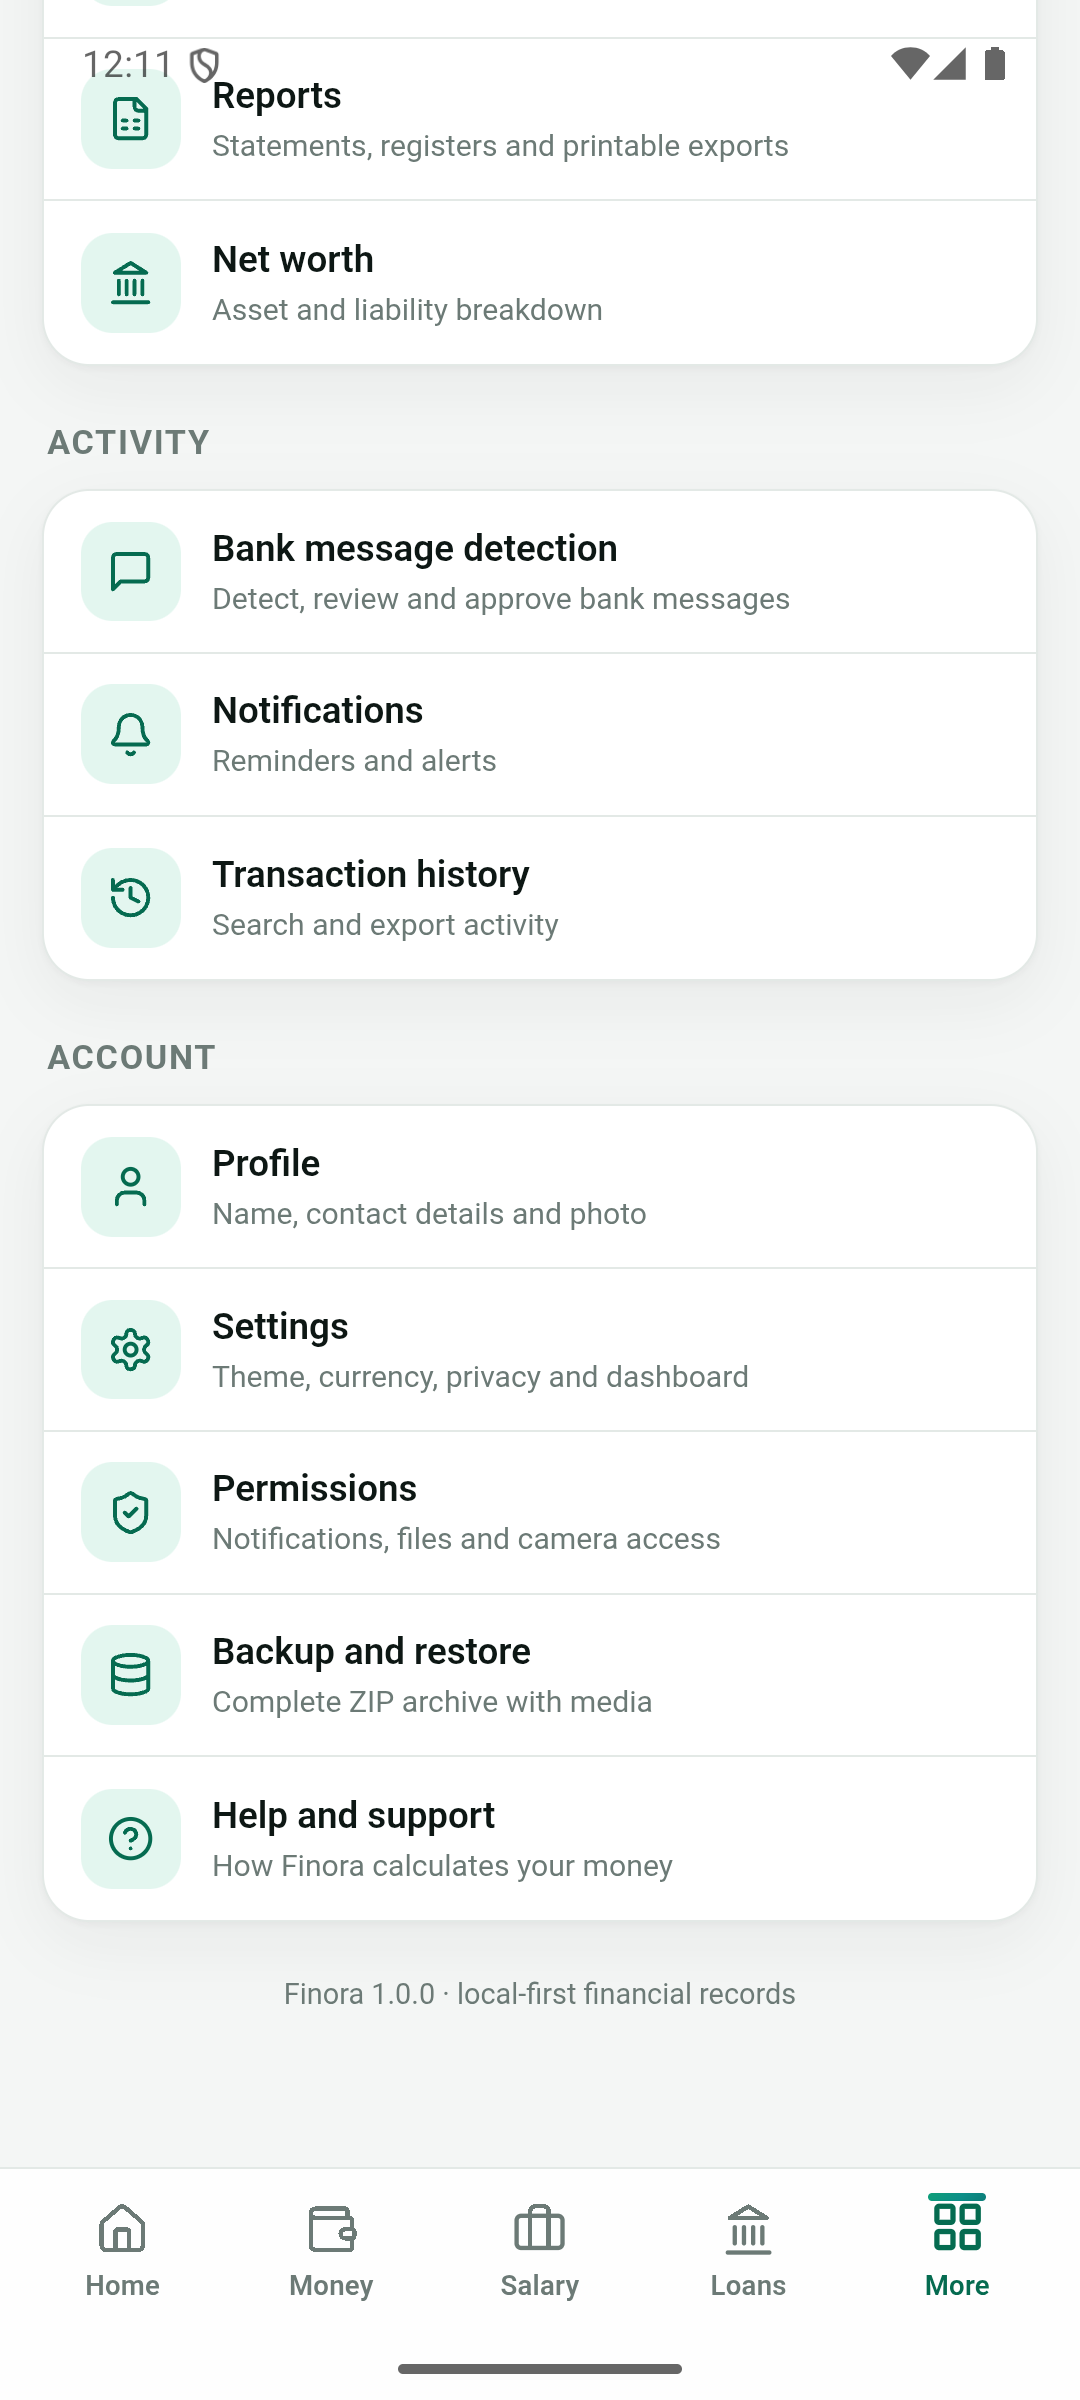 12:11
Reports
Statements, registers and printable exports
Net worth
Asset and liability breakdown
ACTIVITY
Bank message detection
Detect, review and approve bank messages
Notifications
Reminders and alerts
Transaction history
Search and export activity
ACCOUNT
Profile
Name, contact details and photo
Settings
Theme, currency, privacy and dashboard
Permissions
Notifications, files and camera access
Backup and restore
Complete ZIP archive with media
Help and support
How Finora calculates your money
Finora 1.0.0 · local-first financial records
Home Money Salary Loans More